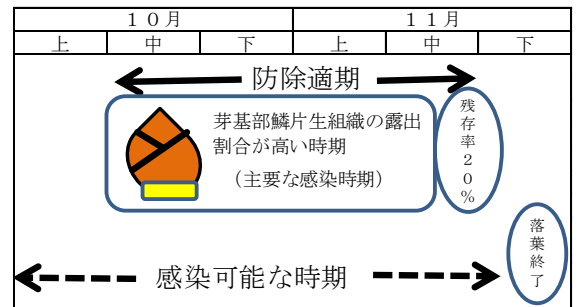 １０月 １１月
上 中 下 上 中 下
防除適期
芽基部鱗片生組織の露出
割合が高い時期
（主要な感染時期）
残存率２０％
落葉終了
感染可能な時期